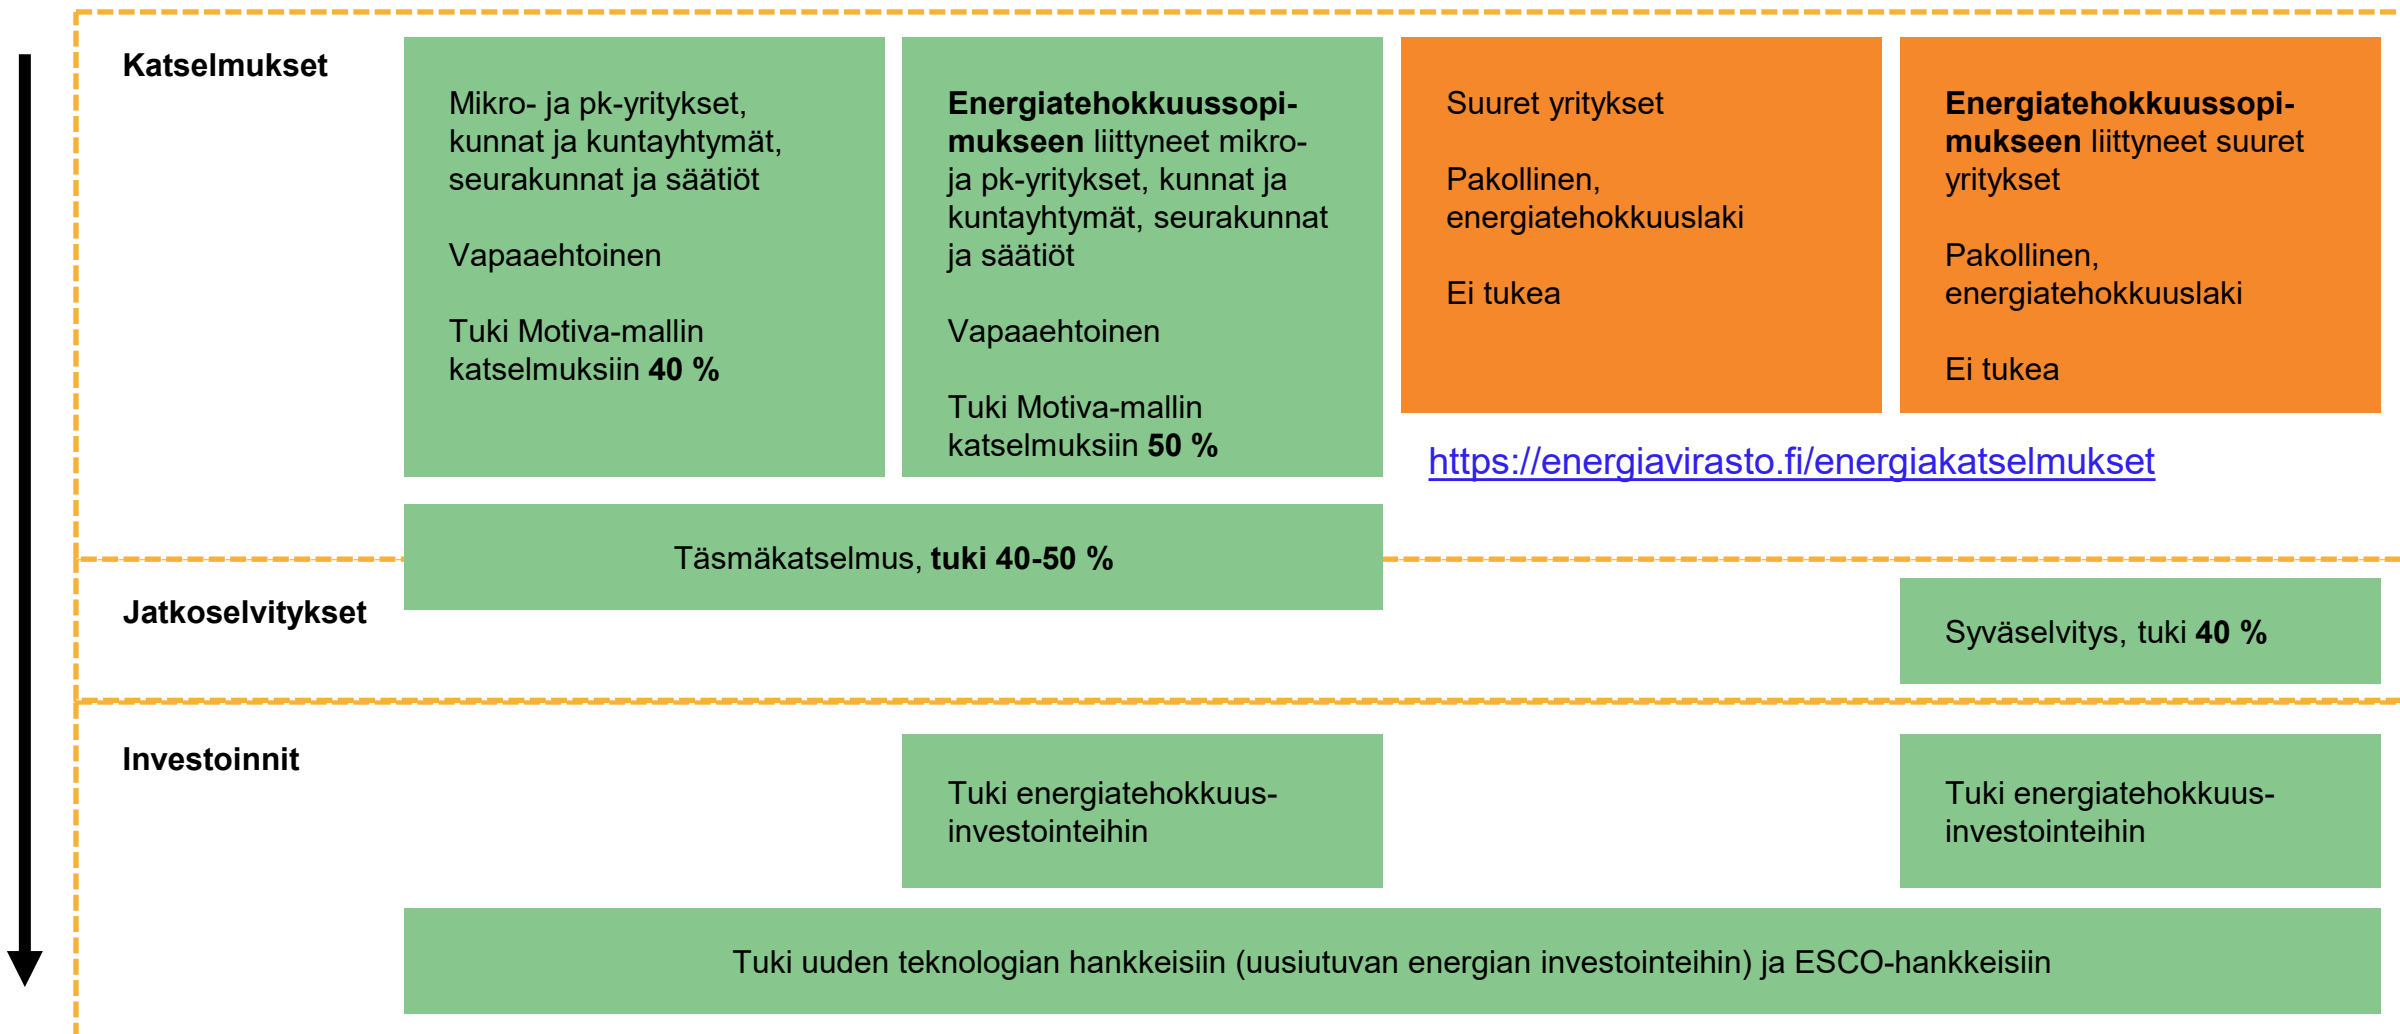 Katselmukset
Mikro- ja pk-yritykset,
kunnat ja kuntayhtymät,
seurakunnat ja säätiöt
Vapaaehtoinen
Tuki Motiva-mallin
katselmuksiin 40 %
Energiatehokkuussopi-
mukseen liittyneet mikro-
ja pk-yritykset, kunnat ja
kuntayhtymät, seurakunnat
ja säätiöt
Vapaaehtoinen
Tuki Motiva-mallin
katselmuksiin 50 %
Suuret yritykset
Pakollinen,
energiatehokkuuslaki
Ei tukea
Energiatehokkuussopi-
mukseen liittyneet suuret
yritykset
Pakollinen,
energiatehokkuuslaki
Ei tukea
https://energiavirasto.fi/energiakatselmukset
Täsmäkatselmus, tuki 40-50 %
Jatkoselvitykset
Syväselvitys, tuki 40 %
Investoinnit
Tuki energiatehokkuus-
investointeihin
Tuki energiatehokkuus-
investointeihin
Tuki uuden teknologian hankkeisiin (uusiutuvan energian investointeihin) ja ESCO-hankkeisiin